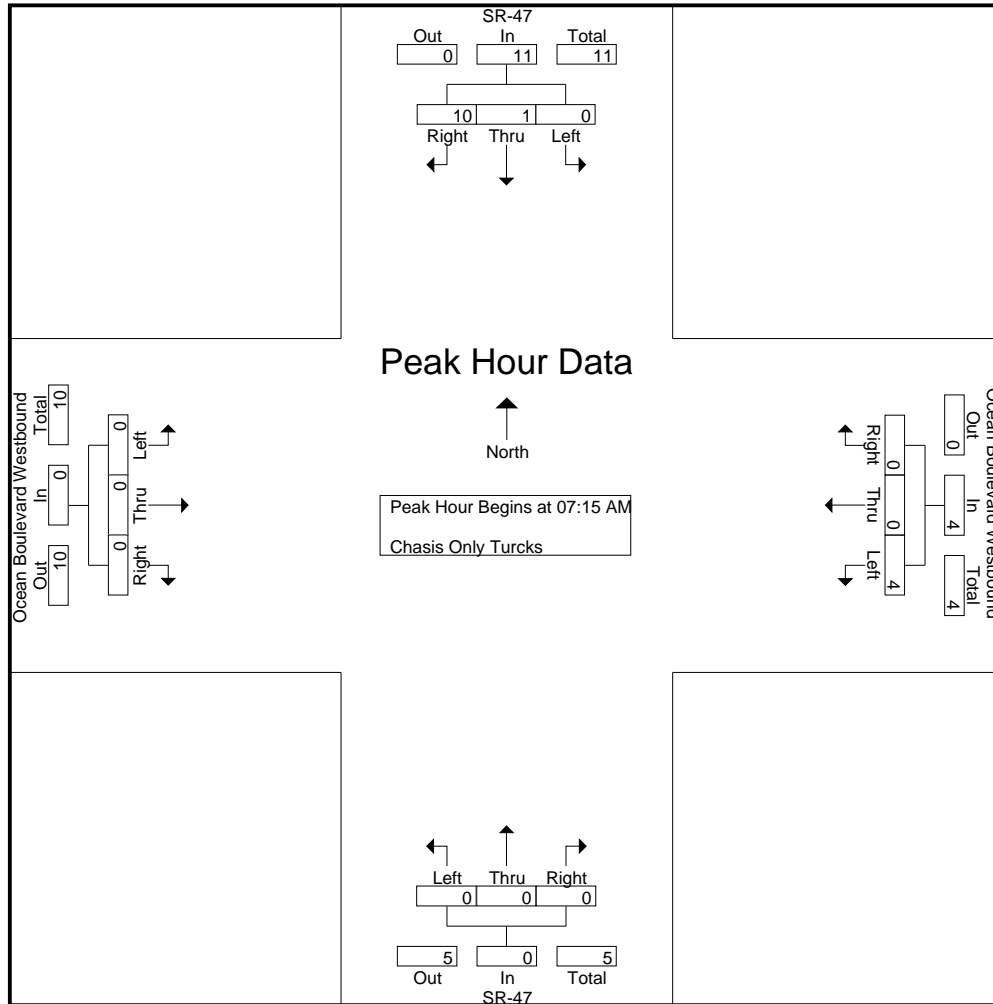 SR-47
Out In Total
0 11 11
10 1 0
Right Thru Left
Peak Hour Data
North
Peak Hour Begins at 07:15 AM
Chasis Only Turcks
Ocean Boulevard Westbound
Total In Out
10 0 10
0 0 0
Left Thru Right
Ocean Boulevard Westbound
Out In Total
0 4 4
0 0 4
Right Thru Left
Left Thru Right
0 0 0
5 0 5
Out In Total
SR-47